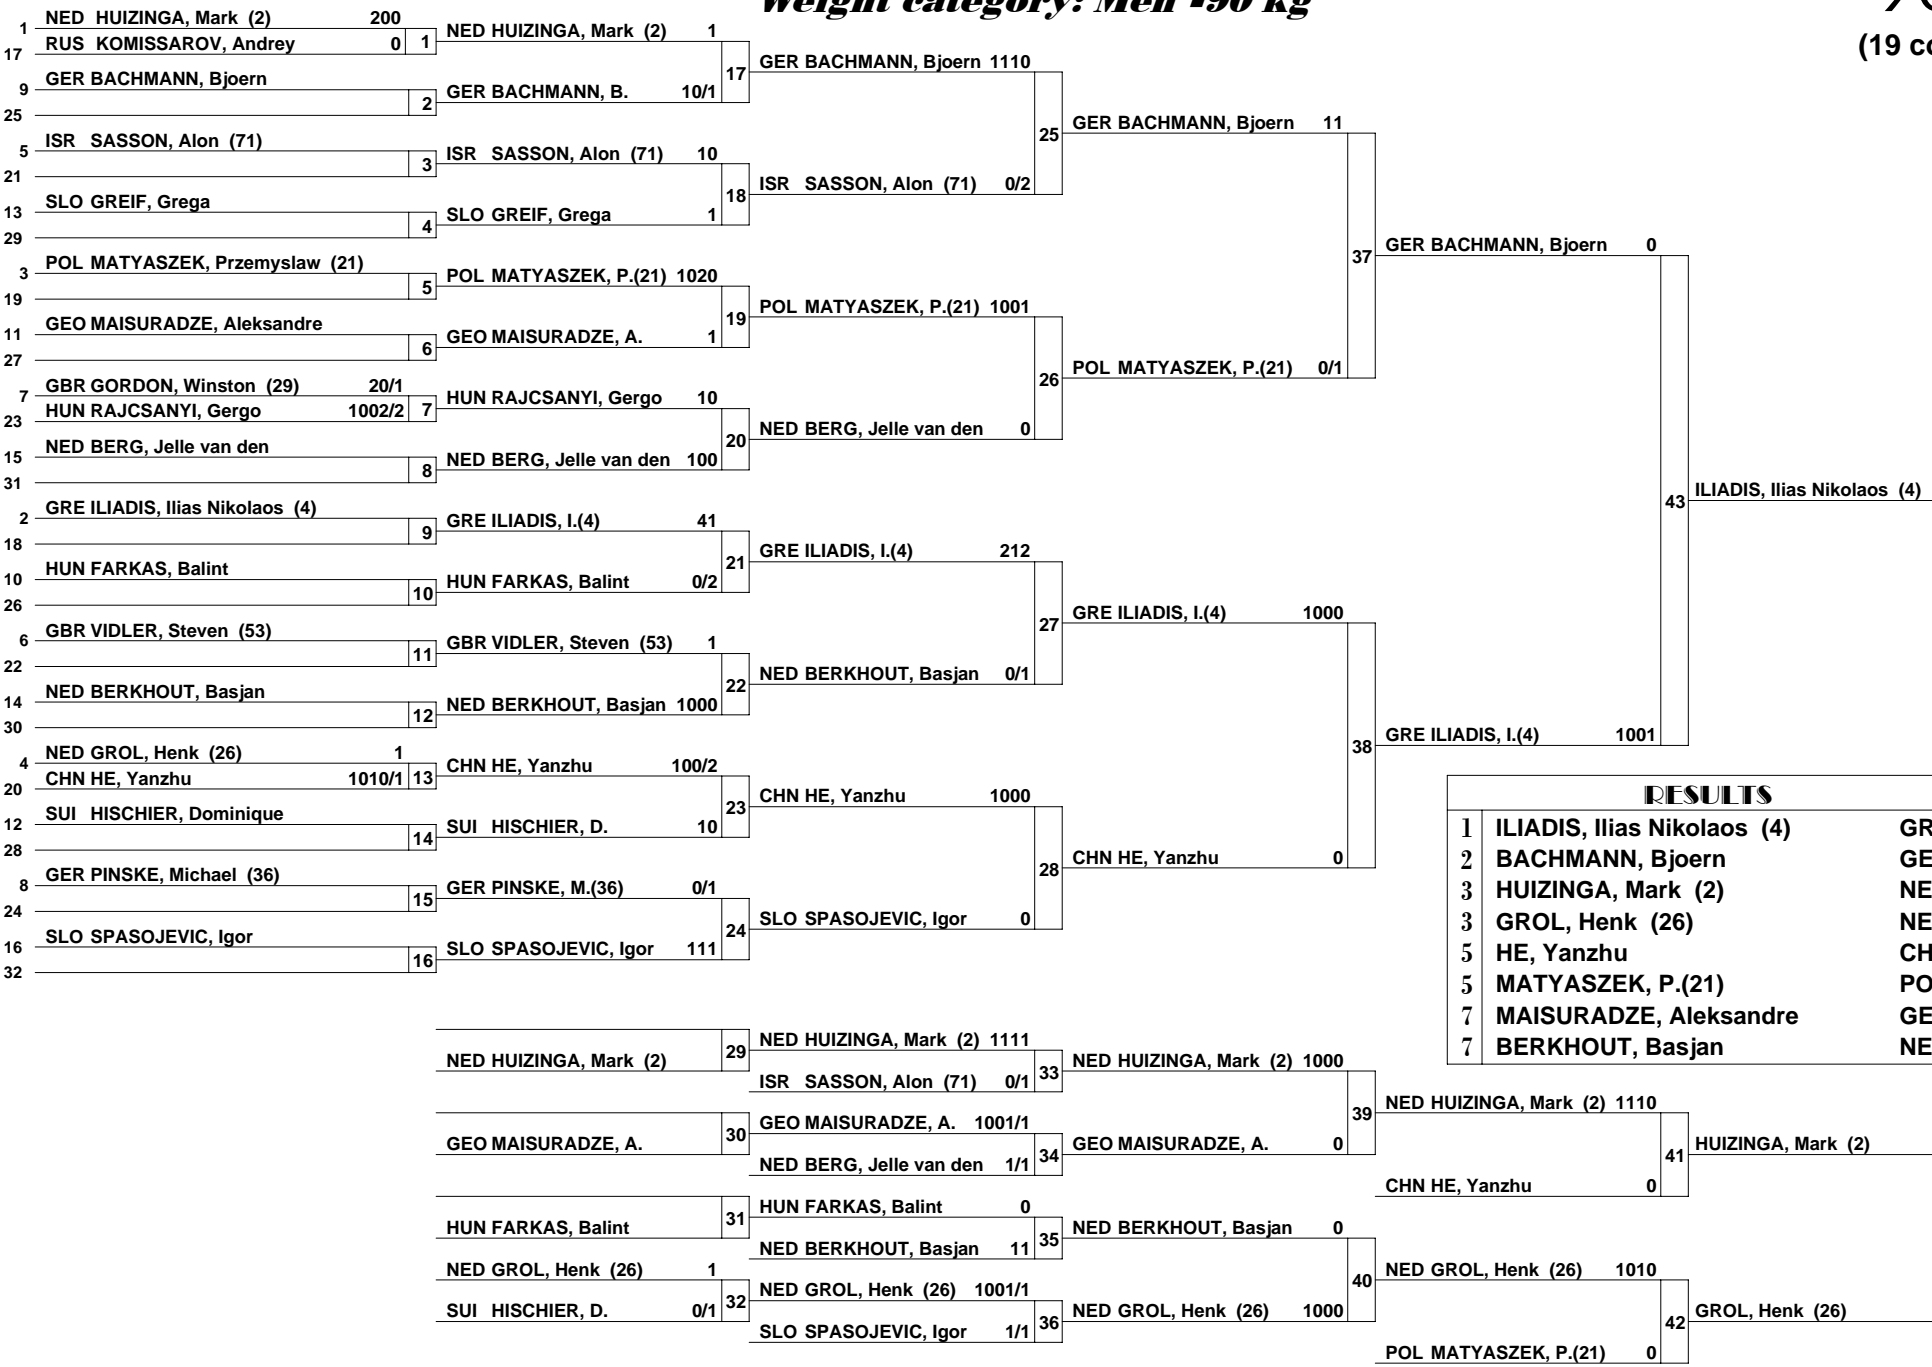 Weight category: Men -90 kg
(19 co
1 NED HUIZINGA, Mark (2) 200
17 RUS KOMISSAROV, Andrey 0 1
9 GER BACHMANN, Bjoern
25 2
5 ISR SASSON, Alon (71)
21 3
13 SLO GREIF, Grega
29 4
3 POL MATYASZEK, Przemyslaw (21)
19 5
11 GEO MAISURADZE, Aleksandre
27 6
7 GBR GORDON, Winston (29) 20/1
23 HUN RAJCSANYI, Gergo 1002/2 7
15 NED BERG, Jelle van den
31 8
2 GRE ILIADIS, Ilias Nikolaos (4)
18 9
10 HUN FARKAS, Balint
26 10
6 GBR VIDLER, Steven (53)
22 11
14 NED BERKHOUT, Basjan
30 12
4 NED GROL, Henk (26) 1
20 CHN HE, Yanzhu 1010/1 13
12 SUI HISCHIER, Dominique
28 14
8 GER PINSKE, Michael (36)
24 15
16 SLO SPASOJEVIC, Igor
32 16
NED HUIZINGA, Mark (2) 1
17
GER BACHMANN, B. 10/1
ISR SASSON, Alon (71) 10
18
SLO GREIF, Grega 1
POL MATYASZEK, P.(21) 1020
19
GEO MAISURADZE, A. 1
HUN RAJCSANYI, Gergo 10
20
NED BERG, Jelle van den 100
GRE ILIADIS, I.(4) 41
21
HUN FARKAS, Balint 0/2
GBR VIDLER, Steven (53) 1
22
NED BERKHOUT, Basjan 1000
CHN HE, Yanzhu 100/2
23
SUI HISCHIER, D. 10
GER PINSKE, M.(36) 0/1
24
SLO SPASOJEVIC, Igor 111
GER BACHMANN, Bjoern 1110
25
ISR SASSON, Alon (71) 0/2
POL MATYASZEK, P.(21) 1001
26
NED BERG, Jelle van den 0
GRE ILIADIS, I.(4) 212
27
NED BERKHOUT, Basjan 0/1
CHN HE, Yanzhu 1000
28
SLO SPASOJEVIC, Igor 0
GER BACHMANN, Bjoern 11
37
POL MATYASZEK, P.(21) 0/1
GRE ILIADIS, I.(4) 1000
38
CHN HE, Yanzhu 0
GER BACHMANN, Bjoern 0
43
GRE ILIADIS, I.(4) 1001
ILIADIS, Ilias Nikolaos (4)
RESULTS
1 ILIADIS, Ilias Nikolaos (4) GR
2 BACHMANN, Bjoern GE
3 HUIZINGA, Mark (2) NE
3 GROL, Henk (26) NE
5 HE, Yanzhu CH
5 MATYASZEK, P.(21) PO
7 MAISURADZE, Aleksandre GE
7 BERKHOUT, Basjan NE
NED HUIZINGA, Mark (2) 29
GEO MAISURADZE, A. 30
HUN FARKAS, Balint 31
NED GROL, Henk (26) 1
32
SUI HISCHIER, D. 0/1
NED HUIZINGA, Mark (2) 1111
33
ISR SASSON, Alon (71) 0/1
GEO MAISURADZE, A. 1001/1
34
NED BERG, Jelle van den 1/1
HUN FARKAS, Balint 0
35
NED BERKHOUT, Basjan 11
NED GROL, Henk (26) 1001/1
36
SLO SPASOJEVIC, Igor 1/1
NED HUIZINGA, Mark (2) 1000
39
GEO MAISURADZE, A. 0
NED BERKHOUT, Basjan 0
40
NED GROL, Henk (26) 1000
NED HUIZINGA, Mark (2) 1110
41
CHN HE, Yanzhu 0
NED GROL, Henk (26) 1010
42
POL MATYASZEK, P.(21) 0
HUIZINGA, Mark (2)
GROL, Henk (26)